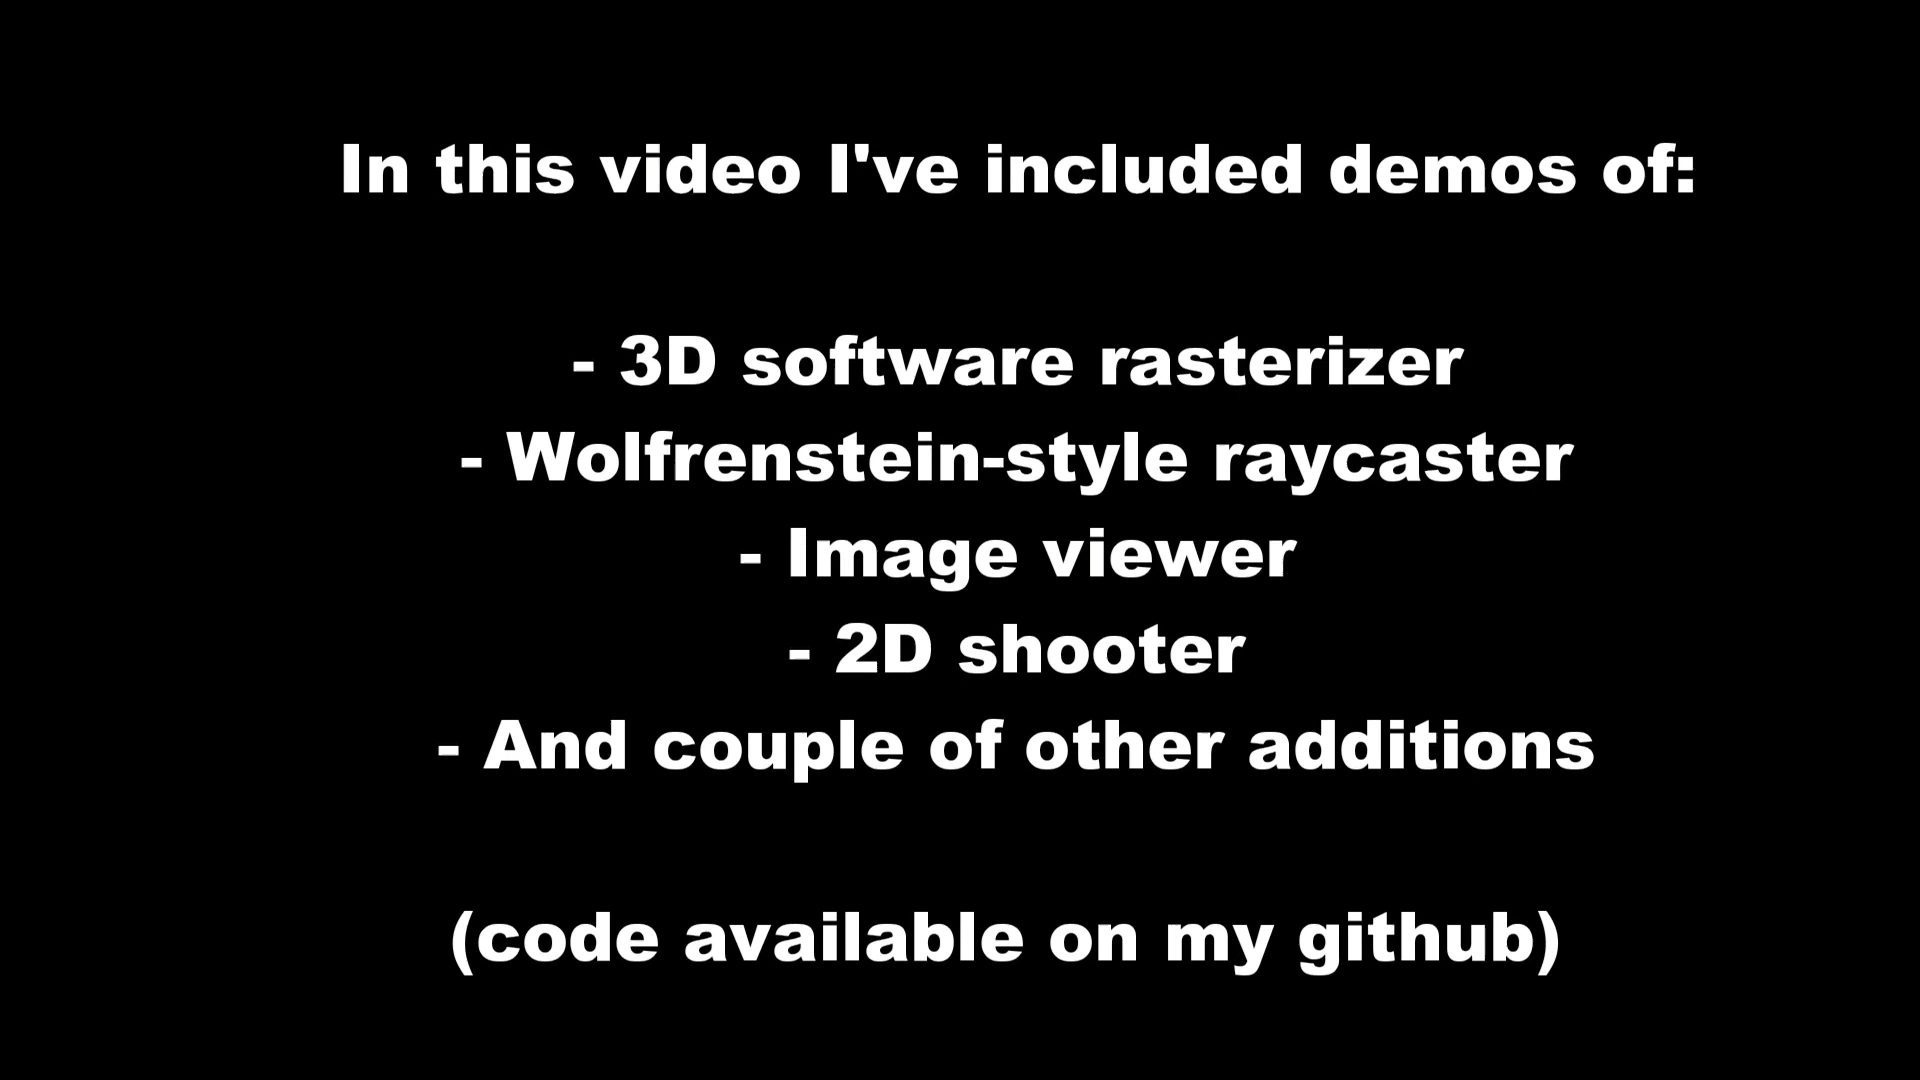 In this video I've included demos of:
- 3D software rasterizer
- Wolfrenstein-style raycaster
- Image viewer
- 2D shooter
- And couple of other additions
(code available on my github)